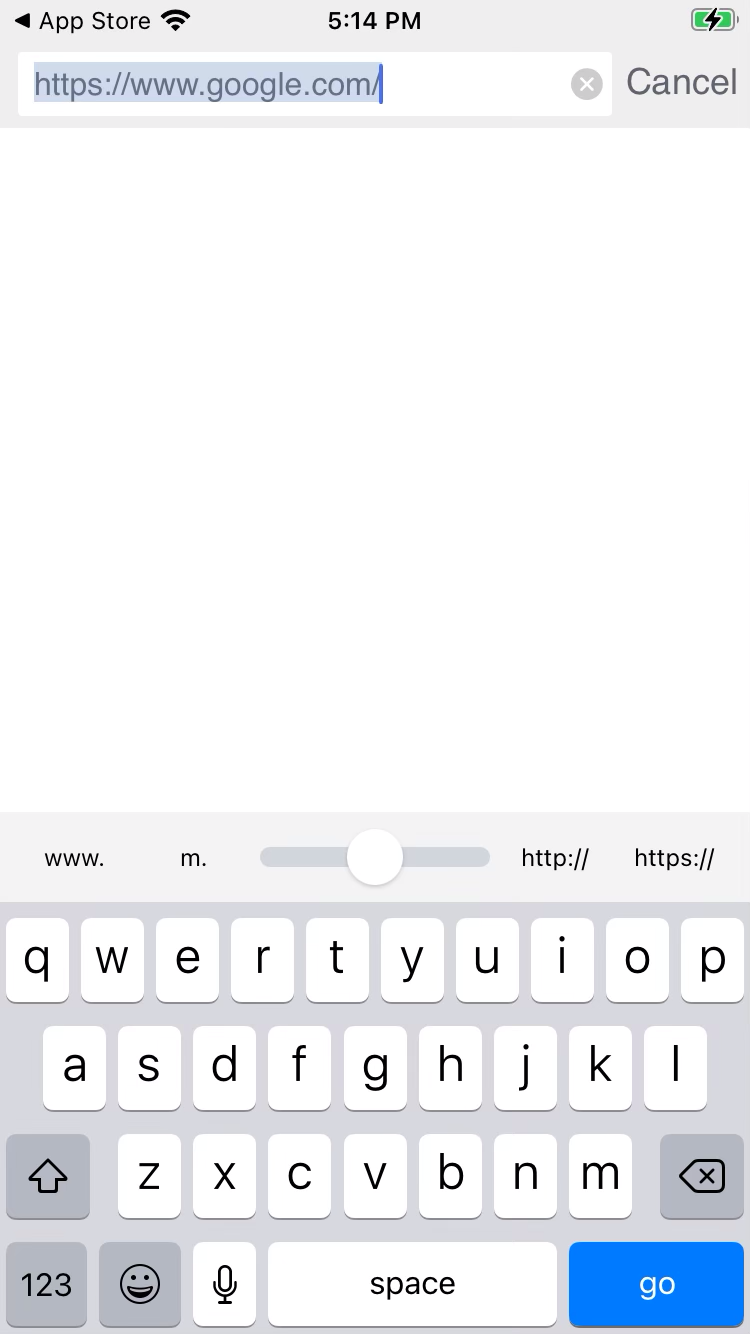 App Store 5:14 PM
https://www.google.com/ Cancel
www. m. http:// https://
q w e r t y u i o p
a s d f g h j k l
z x c v b n m
123 space go